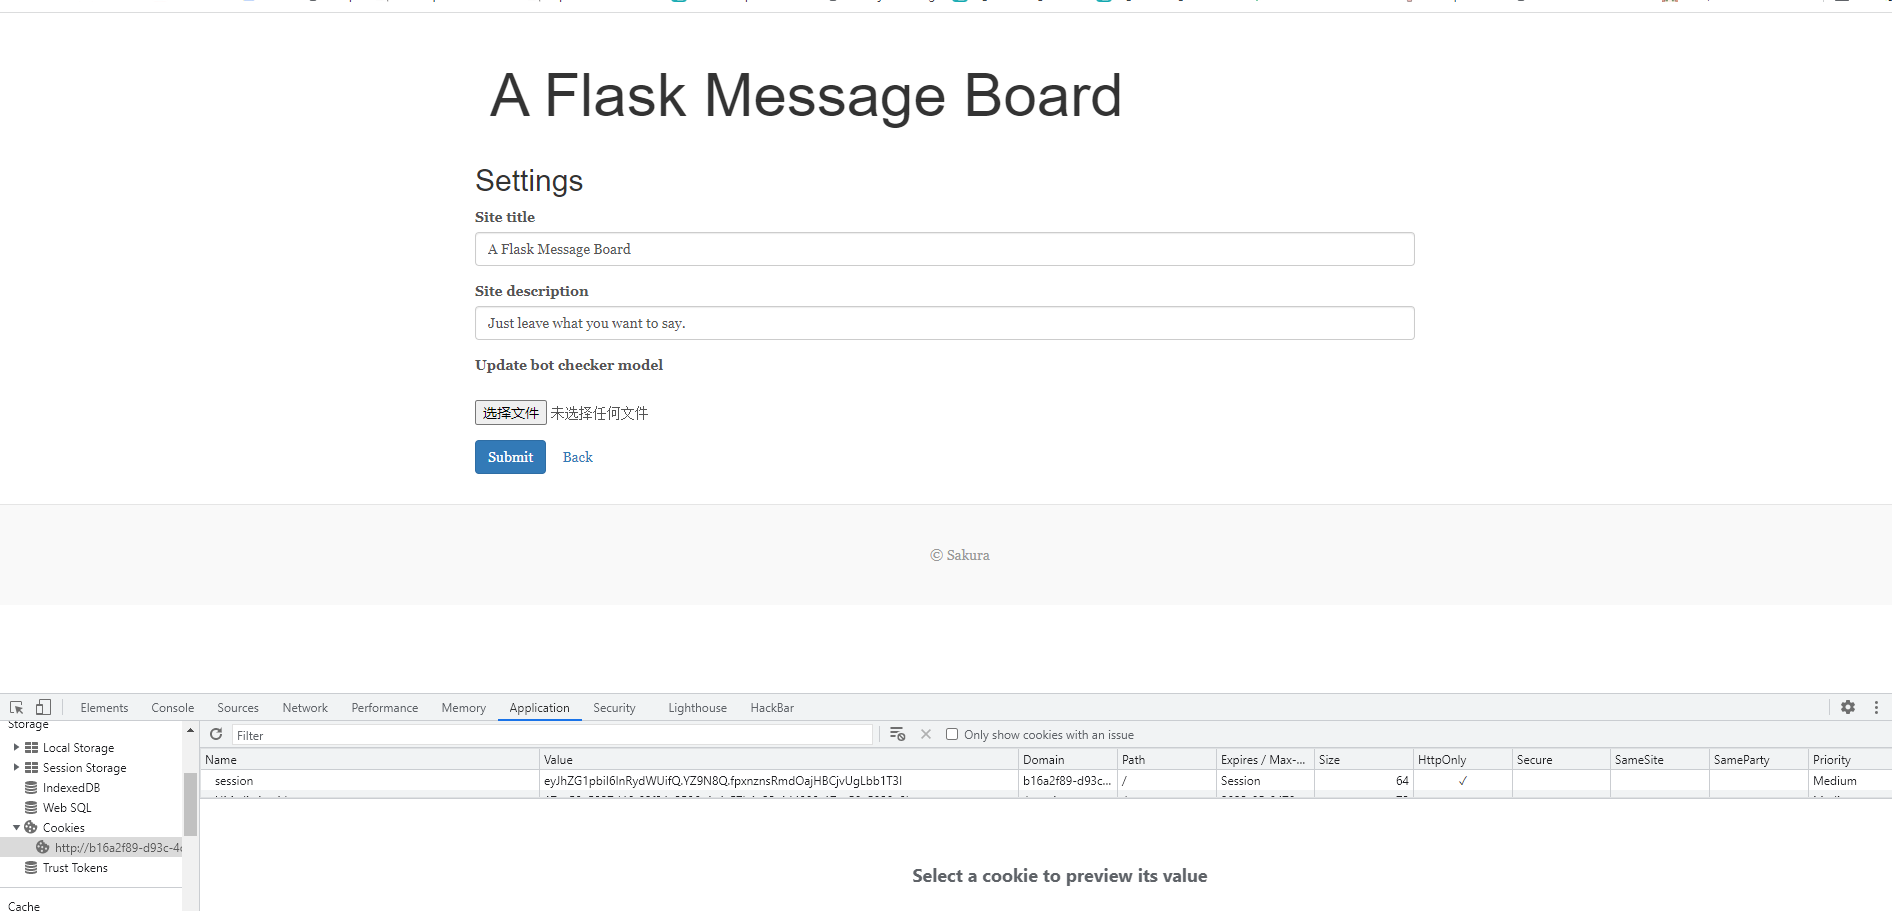 A Flask Message Board
Settings
Site title
A Flask Message Board
Site description
Just leave what you want to say.
Update bot checker model
选择文件 未选择任何文件
Submit Back
© Sakura
Elements Console Sources Network Performance Memory Application Security Lighthouse HackBar
Storage
Filter
Only show cookies with an issue
Local Storage
Session Storage
IndexedDB
Web SQL
Cookies
http://b16a2f89-d93c-4
Trust Tokens
Cache
Name Value Domain Path Expires / Max-... Size HttpOnly Secure SameSite SameParty Priority
session eyJhZG1pbiI6InRydWUifQ.YZ9N8Q.fpxnznsRmdOajHBCjvUgLbb1T3I b16a2f89-d93c... / Session 64 ✓ Medium
Select a cookie to preview its value